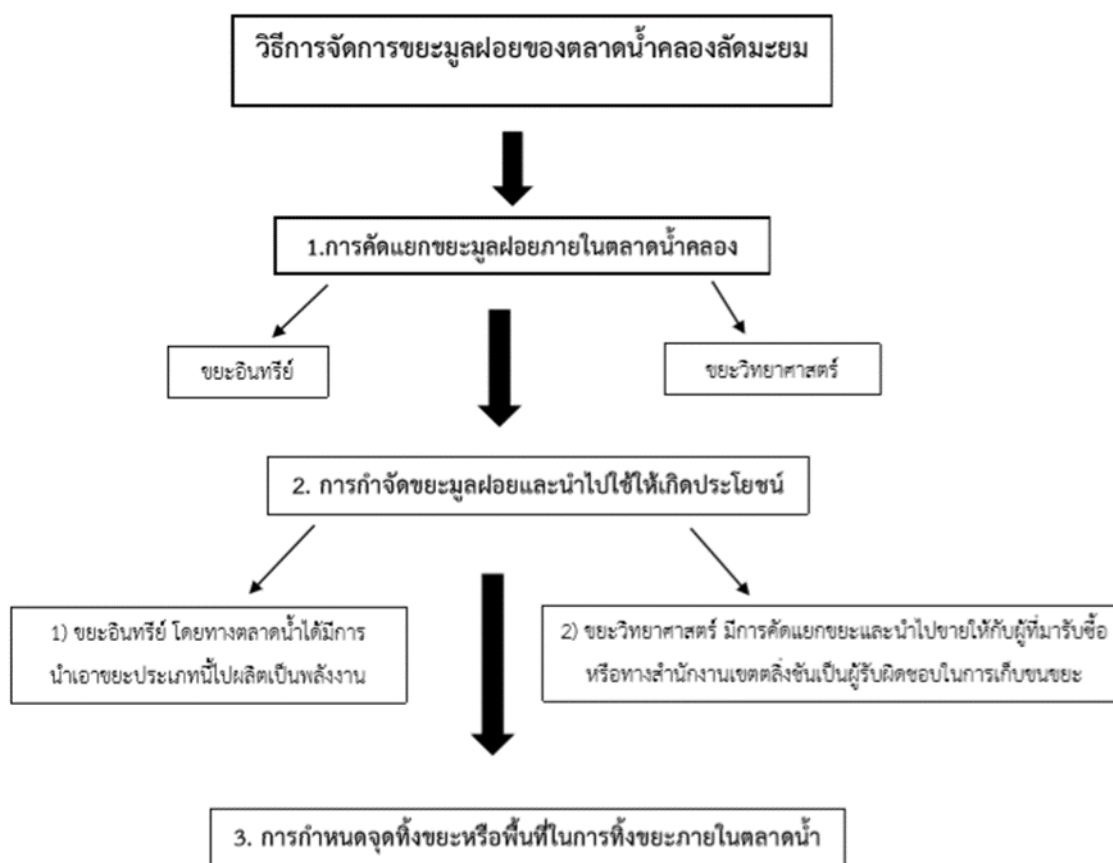 วิธีการจัดการขยะมูลฝอยของตลาดน้ำคลองลัดมะยม
1.การคัดแยกขยะมูลฝอยภายในตลาดน้ำคลอง
ขยะอินทรีย์
ขยะวิทยาศาสตร์
2. การกำจัดขยะมูลฝอยและนำไปใช้ให้เกิดประโยชน์
1) ขยะอินทรีย์ โดยทางตลาดน้ำได้มีการ
นำเอาขยะประเภทนี้ไปผลิตเป็นพลังงาน
2) ขยะวิทยาศาสตร์ มีการคัดแยกขยะและนำไปขายให้กับผู้ที่มารับซื้อ
หรือทางสำนักงานเขตตลิ่งชันเป็นผู้รับผิดชอบในการเก็บขนขยะ
3. การกำหนดจุดทิ้งขยะหรือพื้นที่ในการทิ้งขยะภายในตลาดน้ำ